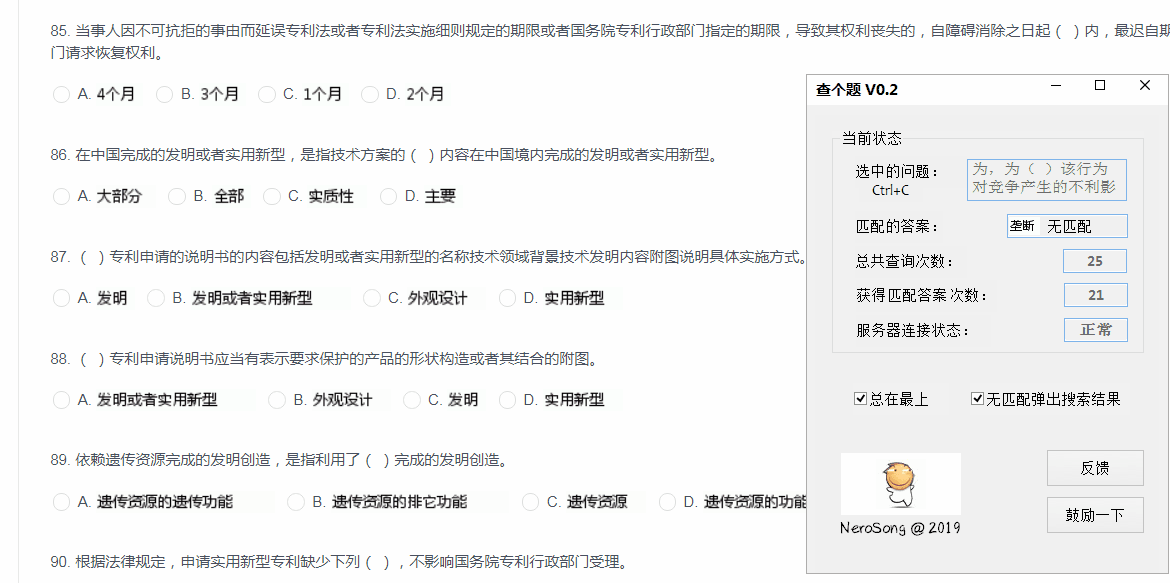 85. 当事人因不可抗拒的事由而延误专利法或者专利法实施细则规定的期限或者国务院专利行政部门指定的期限，导致其权利丧失的，自障碍消除之日起（ ）内，最迟自期
门请求恢复权利。
A. 4个月 B. 3个月 C. 1个月 D. 2个月
86. 在中国完成的发明或者实用新型，是指技术方案的（ ）内容在中国境内完成的发明或者实用新型。
A. 大部分 B. 全部 C. 实质性 D. 主要
87. （ ）专利申请的说明书的内容包括发明或者实用新型的名称技术领域背景技术发明内容附图说明具体实施方式。
A. 发明 B. 发明或者实用新型 C. 外观设计 D. 实用新型
88. （ ）专利申请说明书应当有表示要求保护的产品的形状构造或者其结合的附图。
A. 发明或者实用新型 B. 外观设计 C. 发明 D. 实用新型
89. 依赖遗传资源完成的发明创造，是指利用了（ ）完成的发明创造。
A. 遗传资源的遗传功能 B. 遗传资源的排它功能 C. 遗传资源 D. 遗传资源的功能
90. 根据法律规定，申请实用新型专利缺少下列（ ），不影响国务院专利行政部门受理。
查个题 V0.2
当前状态
选中的问题：
Ctrl+C
为，为（ ）该行为
对竞争产生的不利影
匹配的答案： 垄断 无匹配
总共查询次数： 25
获得匹配答案次数： 21
服务器连接状态： 正常
总在最上 无匹配弹出搜索结果
反馈
鼓励一下
NeroSong @ 2019